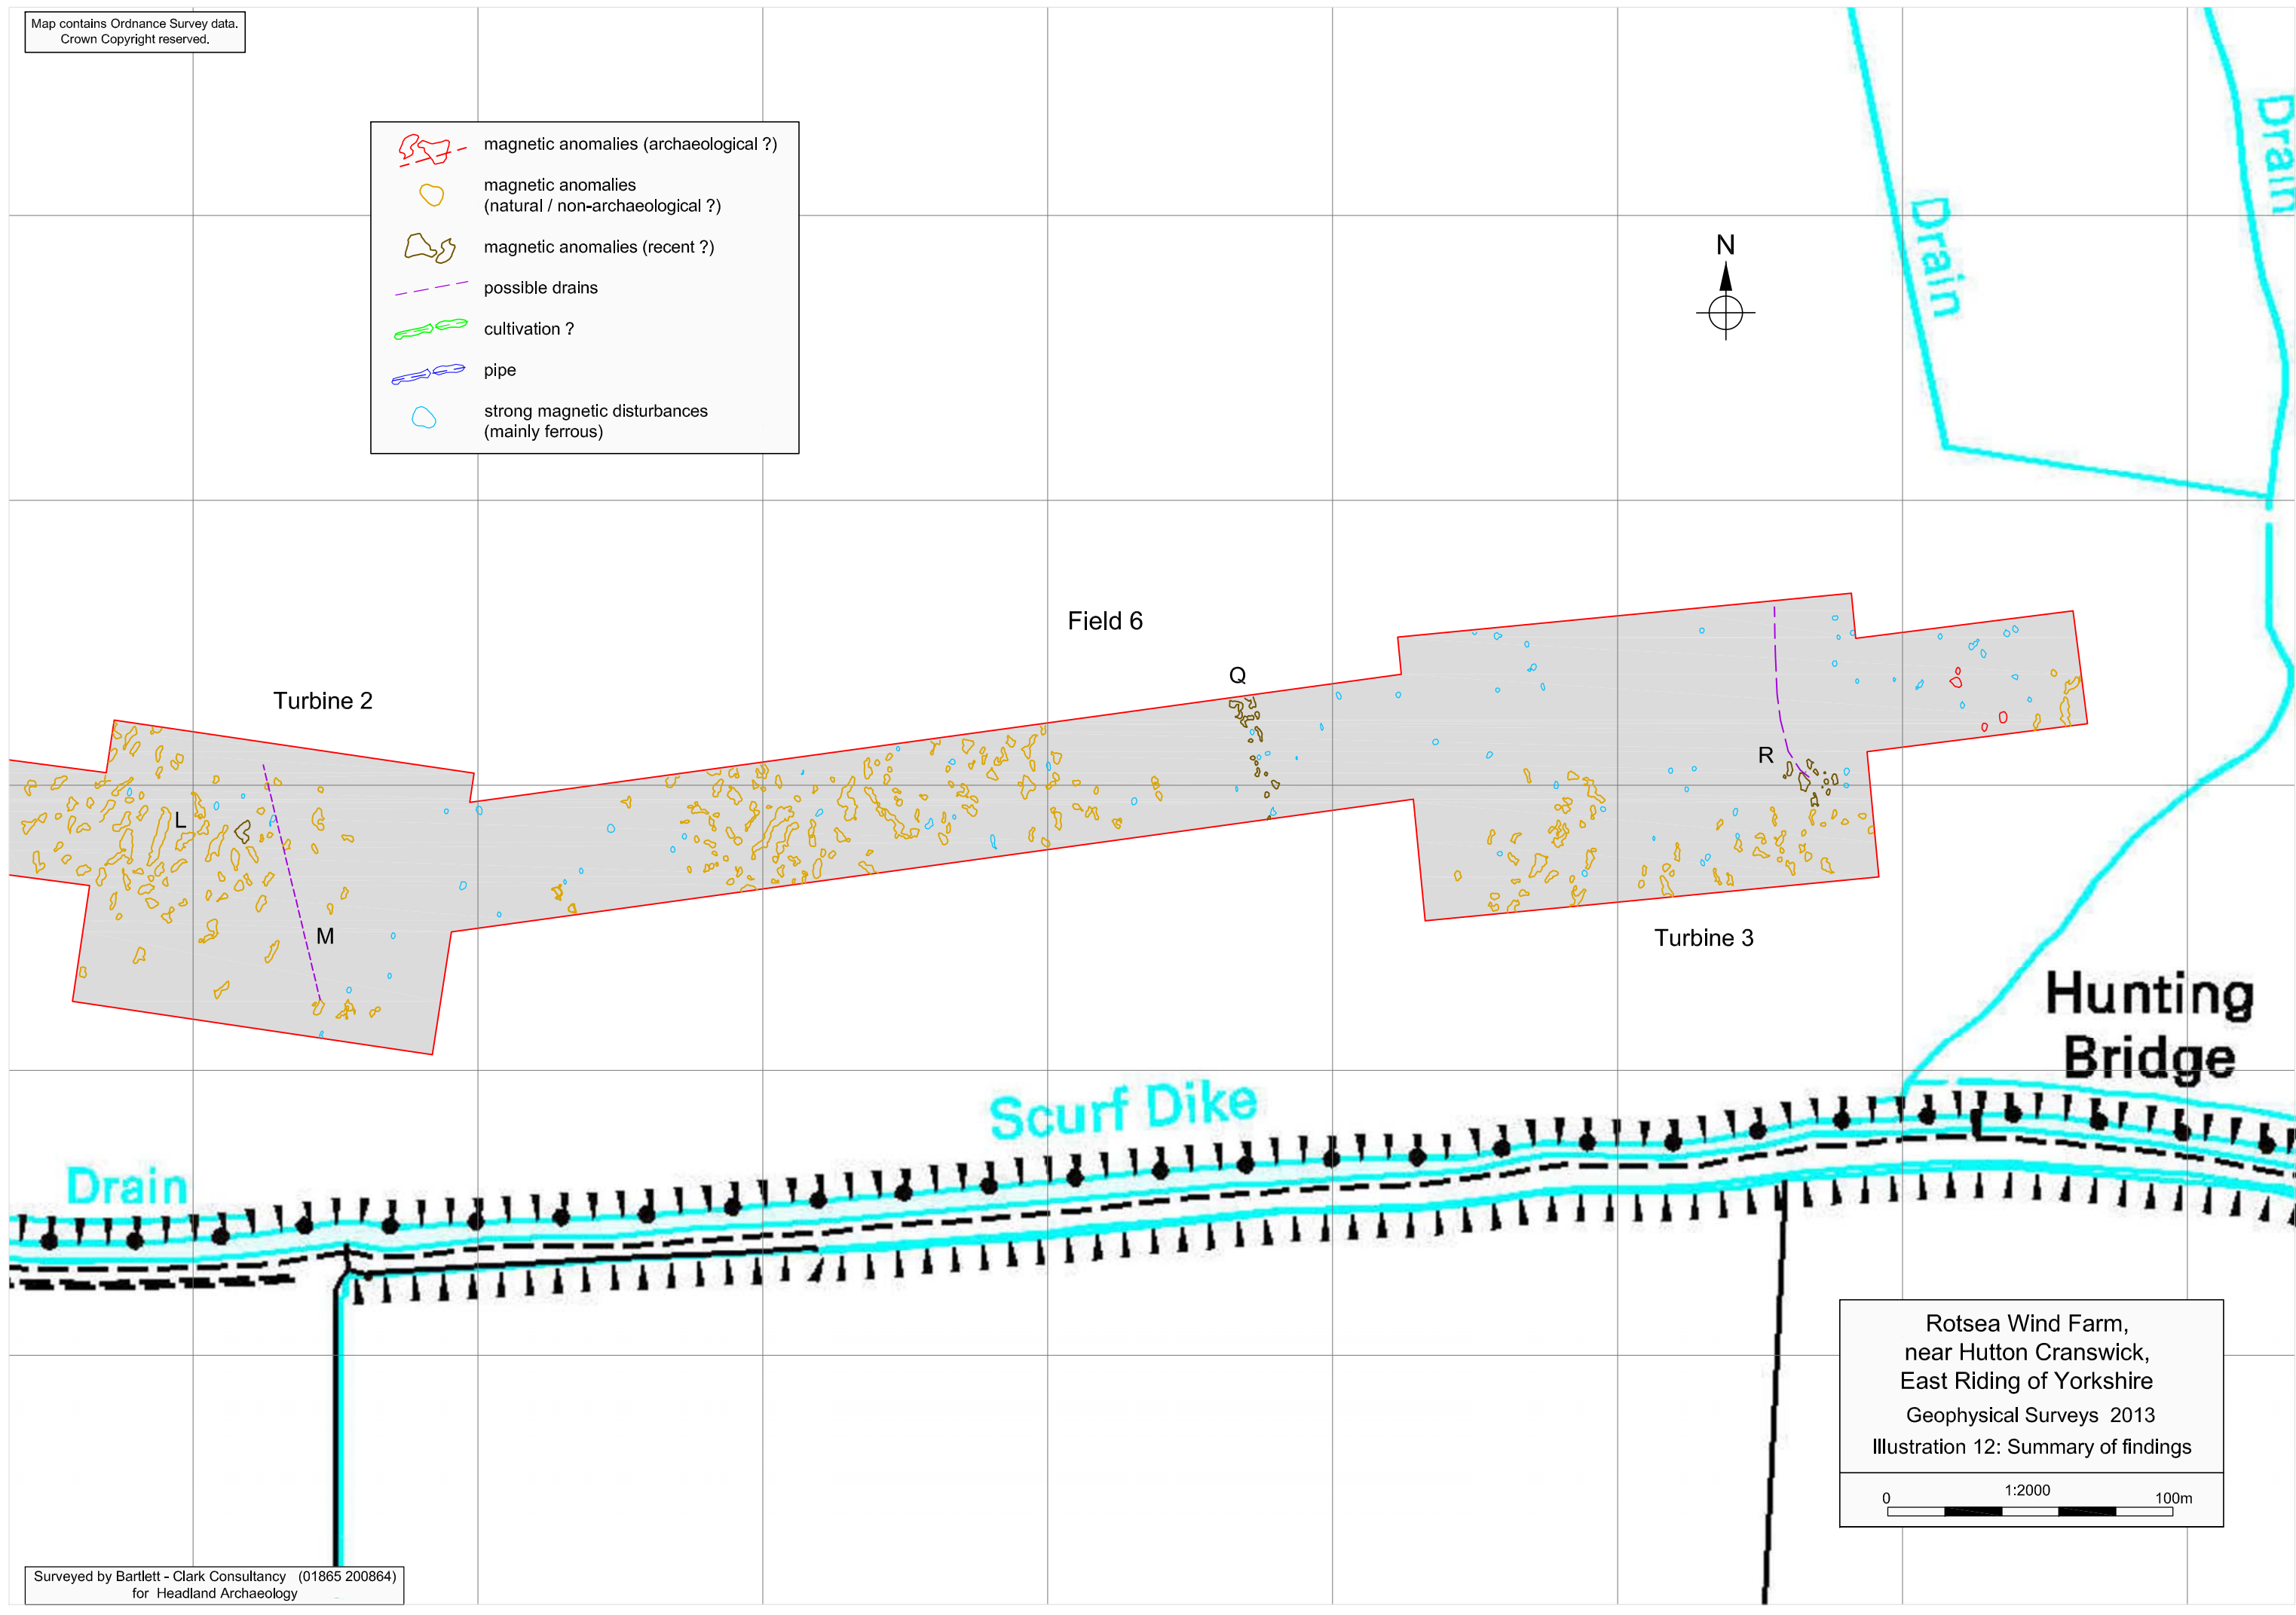 Map contains Ordnance Survey data.
Crown Copyright reserved.
magnetic anomalies (archaeological ?)
magnetic anomalies
(natural / non-archaeological ?)
magnetic anomalies (recent ?)
possible drains
cultivation ?
pipe
strong magnetic disturbances
(mainly ferrous)
N
Drain
Drain
Field 6
Q
Turbine 2
R
L
M
Turbine 3
Hunting
Bridge
Scurf Dike
Drain
Rotsea Wind Farm,
near Hutton Cranswick,
East Riding of Yorkshire
Geophysical Surveys 2013
Illustration 12: Summary of findings
1:2000
0 100m
Surveyed by Bartlett - Clark Consultancy (01865 200864)
for Headland Archaeology